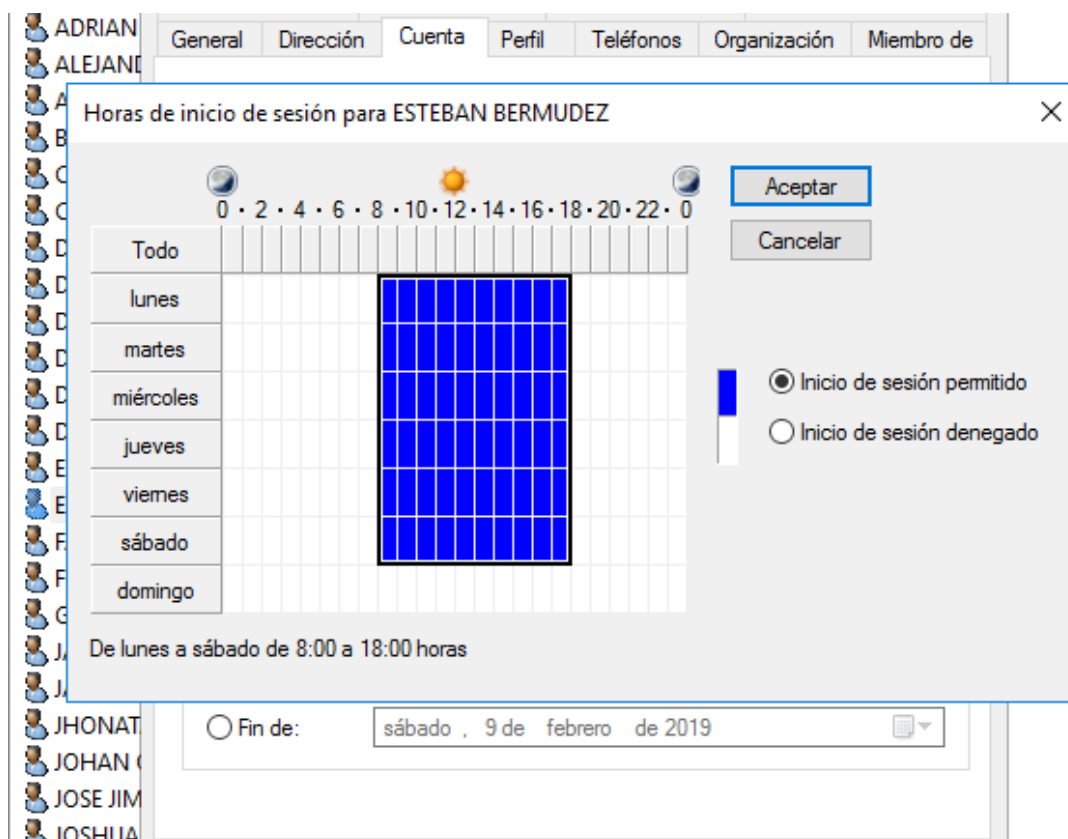 ADRIAN
General Dirección Cuenta Perfil Teléfonos Organización Miembro de
ALEJAND
Horas de inicio de sesión para ESTEBAN BERMUDEZ
0 · 2 · 4 · 6 · 8 · 10 · 12 · 14 · 16 · 18 · 20 · 22 · 0
Aceptar
Cancelar
Todo
lunes
martes
miércoles
jueves
viernes
sábado
domingo
Inicio de sesión permitido
Inicio de sesión denegado
De lunes a sábado de 8:00 a 18:00 horas
JHONAT
Fin de: sábado , 9 de febrero de 2019
JOHAN
JOSE JIM
JOSHUA